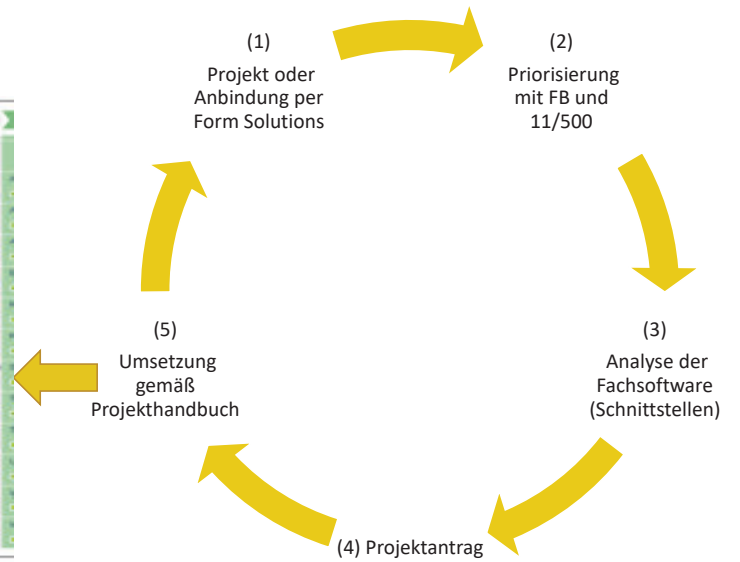 (1)
Projekt oder
Anbindung per
Form Solutions
(2)
Priorisierung
mit FB und
11/500
(3)
Analyse der
Fachsoftware
(Schnittstellen)
(4) Projektantrag
(5)
Umsetzung
gemäß
Projekthandbuch